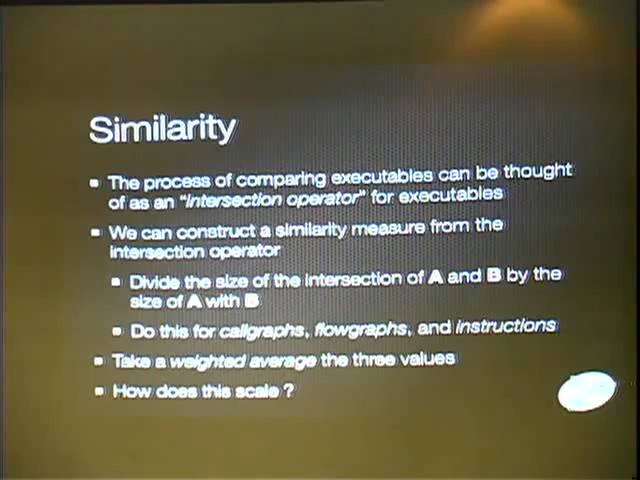 Similarity
The process of comparing executables can be thought
of as an "intersection operator" for executables
We can construct a similarity measure from the
intersection operator
Divide the size of the intersection of A and B by the
size of A with B
Do this for callgraphs, flowgraphs, and instructions
Take a weighted average the three values
How does this scale ?